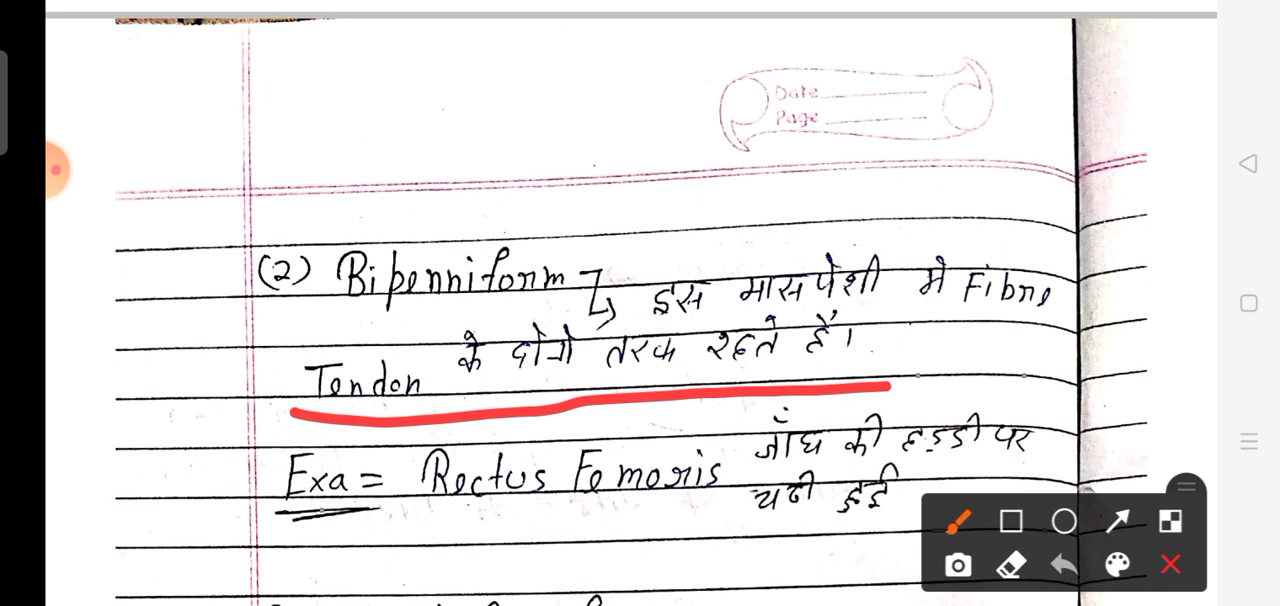 Date
Page
(2) Bipenniform ↳ इस मासपेशी मे Fibre
Tendon के दोनो तरफ रहते हैं।
Exa = Rectus Femoris जाँघ की हड्डी पर
चढी हुई